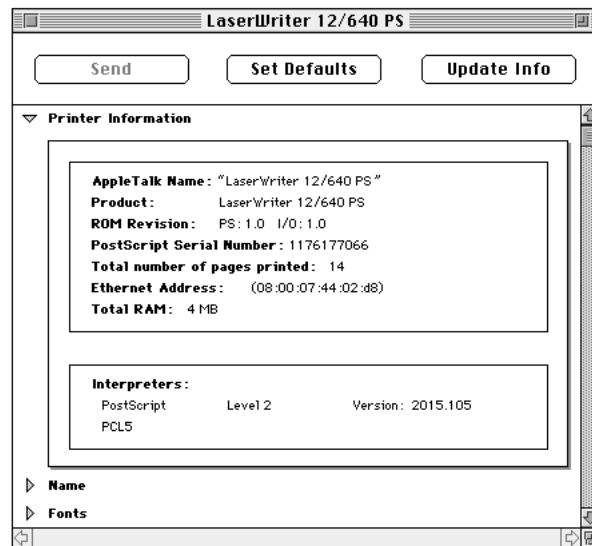 LaserWriter 12/640 PS
Send Set Defaults Update Info
Printer Information
AppleTalk Name: "LaserWriter 12/640 PS"
Product: LaserWriter 12/640 PS
ROM Revision: PS: 1.0 I/O: 1.0
PostScript Serial Number: 1176177066
Total number of pages printed: 14
Ethernet Address: (08:00:07:44:02:d8)
Total RAM: 4 MB
Interpreters:
PostScript Level 2 Version: 2015.105
PCL5
Name
Fonts